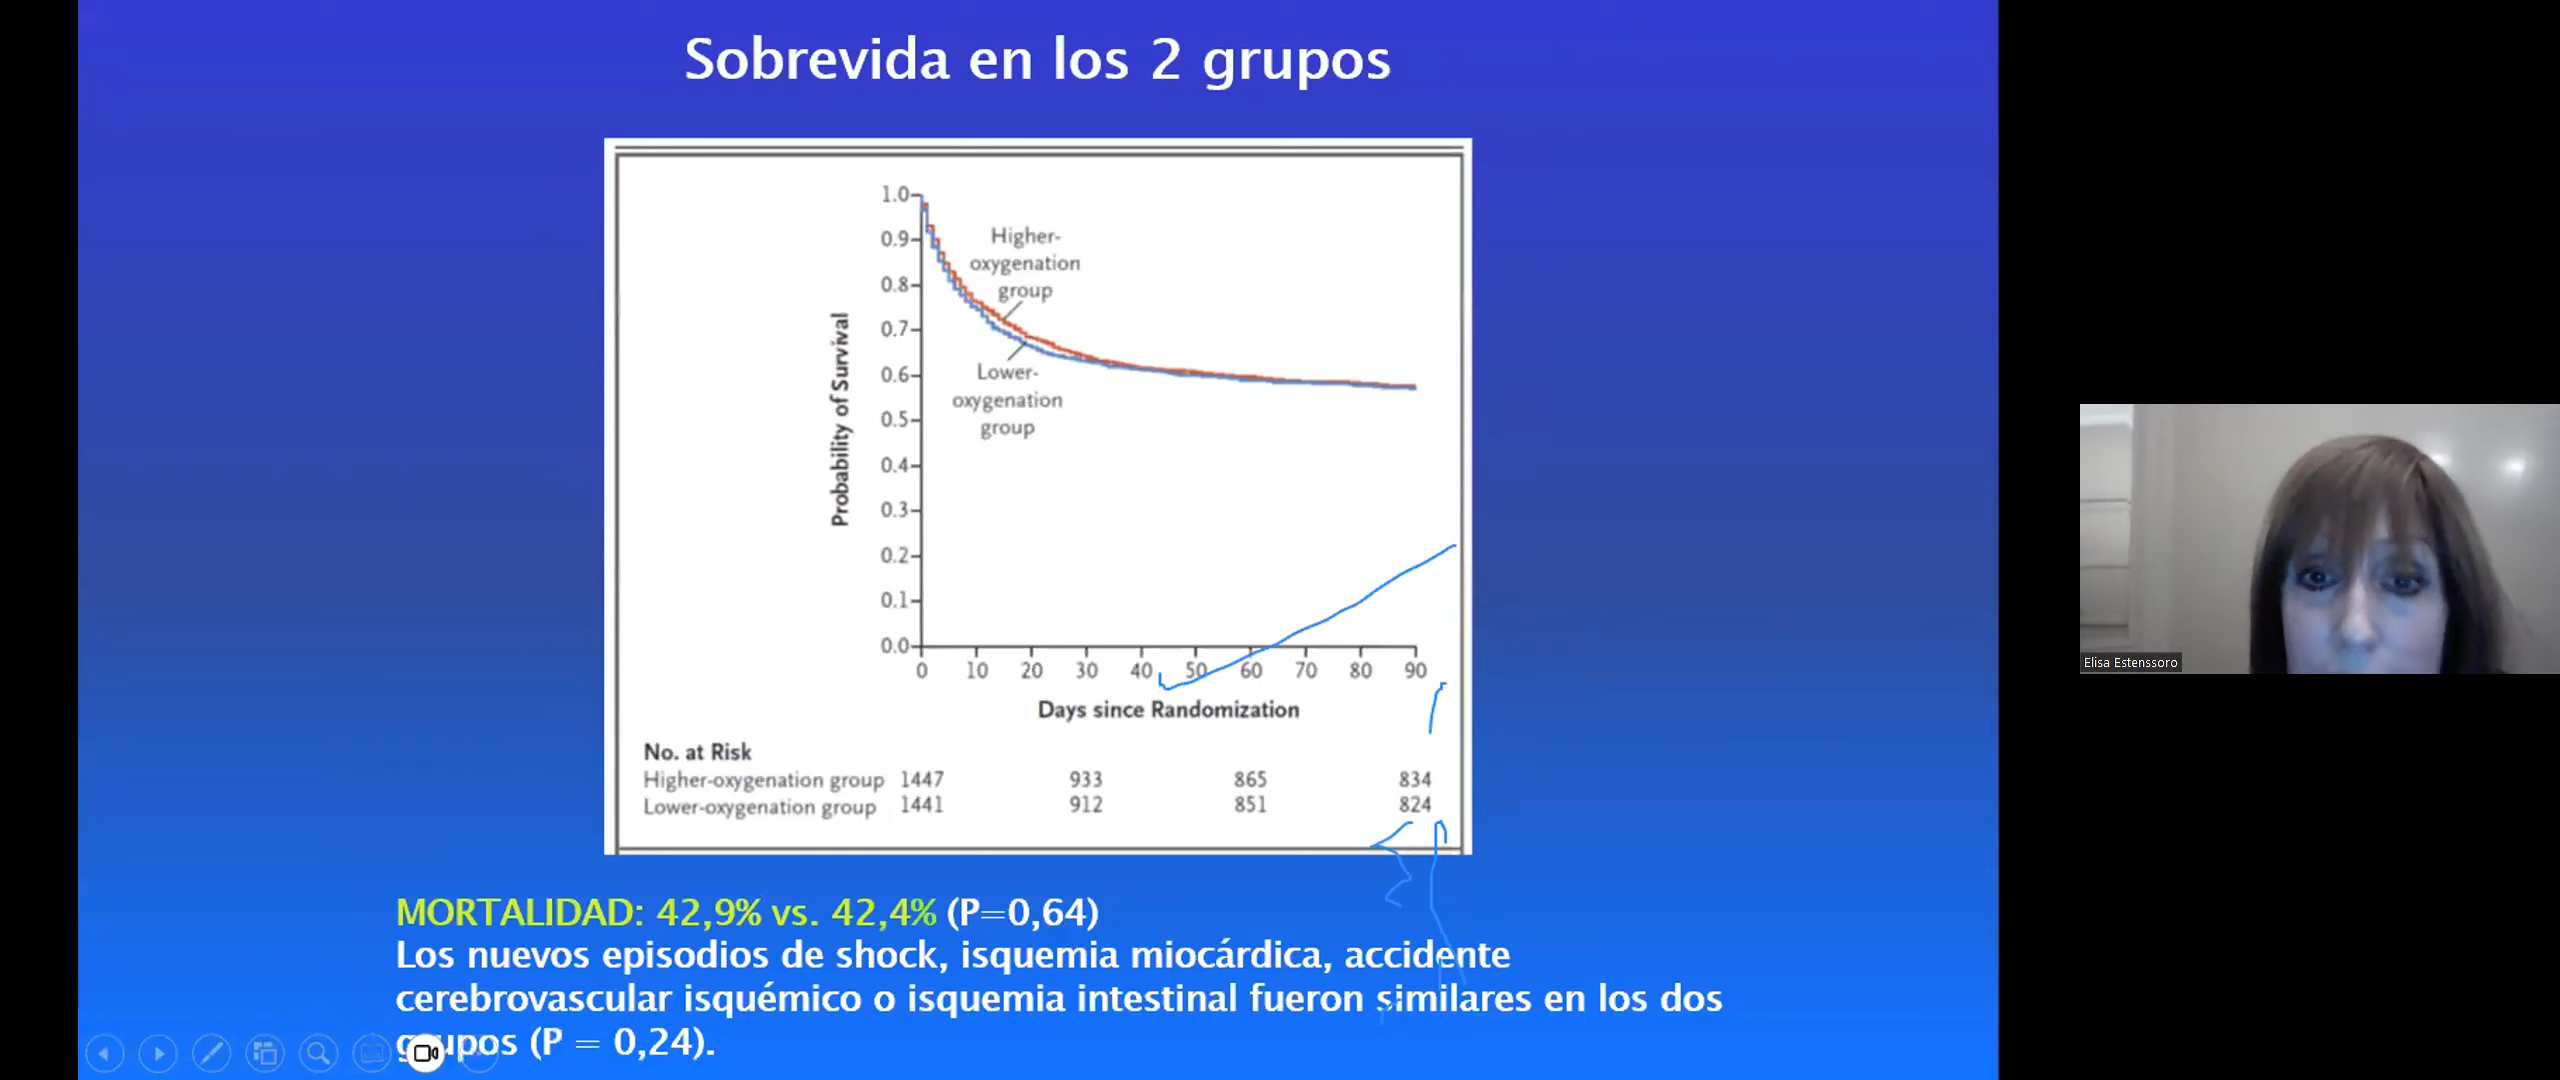 Sobrevida en los 2 grupos
1.0
0.9
0.8
0.7
0.6
0.5
0.4
0.3
0.2
0.1
0.0
Probability of Survival
Higher-
oxygenation
group
Lower-
oxygenation
group
0 10 20 30 40 50 60 70 80 90
Days since Randomization
No. at Risk
Higher-oxygenation group 1447 933 865 834
Lower-oxygenation group 1441 912 851 824
MORTALIDAD: 42,9% vs. 42,4% (P=0,64)
Los nuevos episodios de shock, isquemia miocárdica, accidente
cerebrovascular isquémico o isquemia intestinal fueron similares en los dos
grupos (P = 0,24).
Elisa Estenssoro